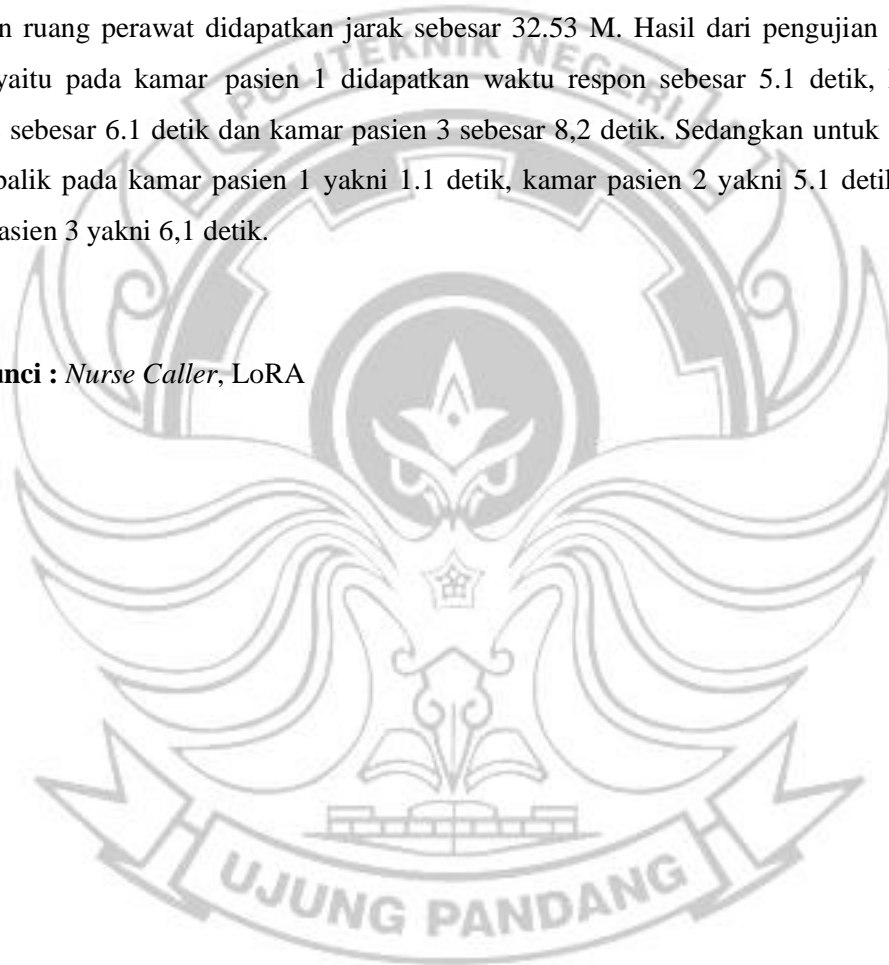 n ruang perawat didapatkan jarak sebesar 32.53 M. Hasil dari pengujian
yaitu pada kamar pasien 1 didapatkan waktu respon sebesar 5.1 detik,
sebesar 6.1 detik dan kamar pasien 3 sebesar 8,2 detik. Sedangkan untuk
balik pada kamar pasien 1 yakni 1.1 detik, kamar pasien 2 yakni 5.1 detik
asien 3 yakni 6,1 detik.
unci : Nurse Caller, LoRA
POLITEKNIK NEGERI
UJUNG PANDANG